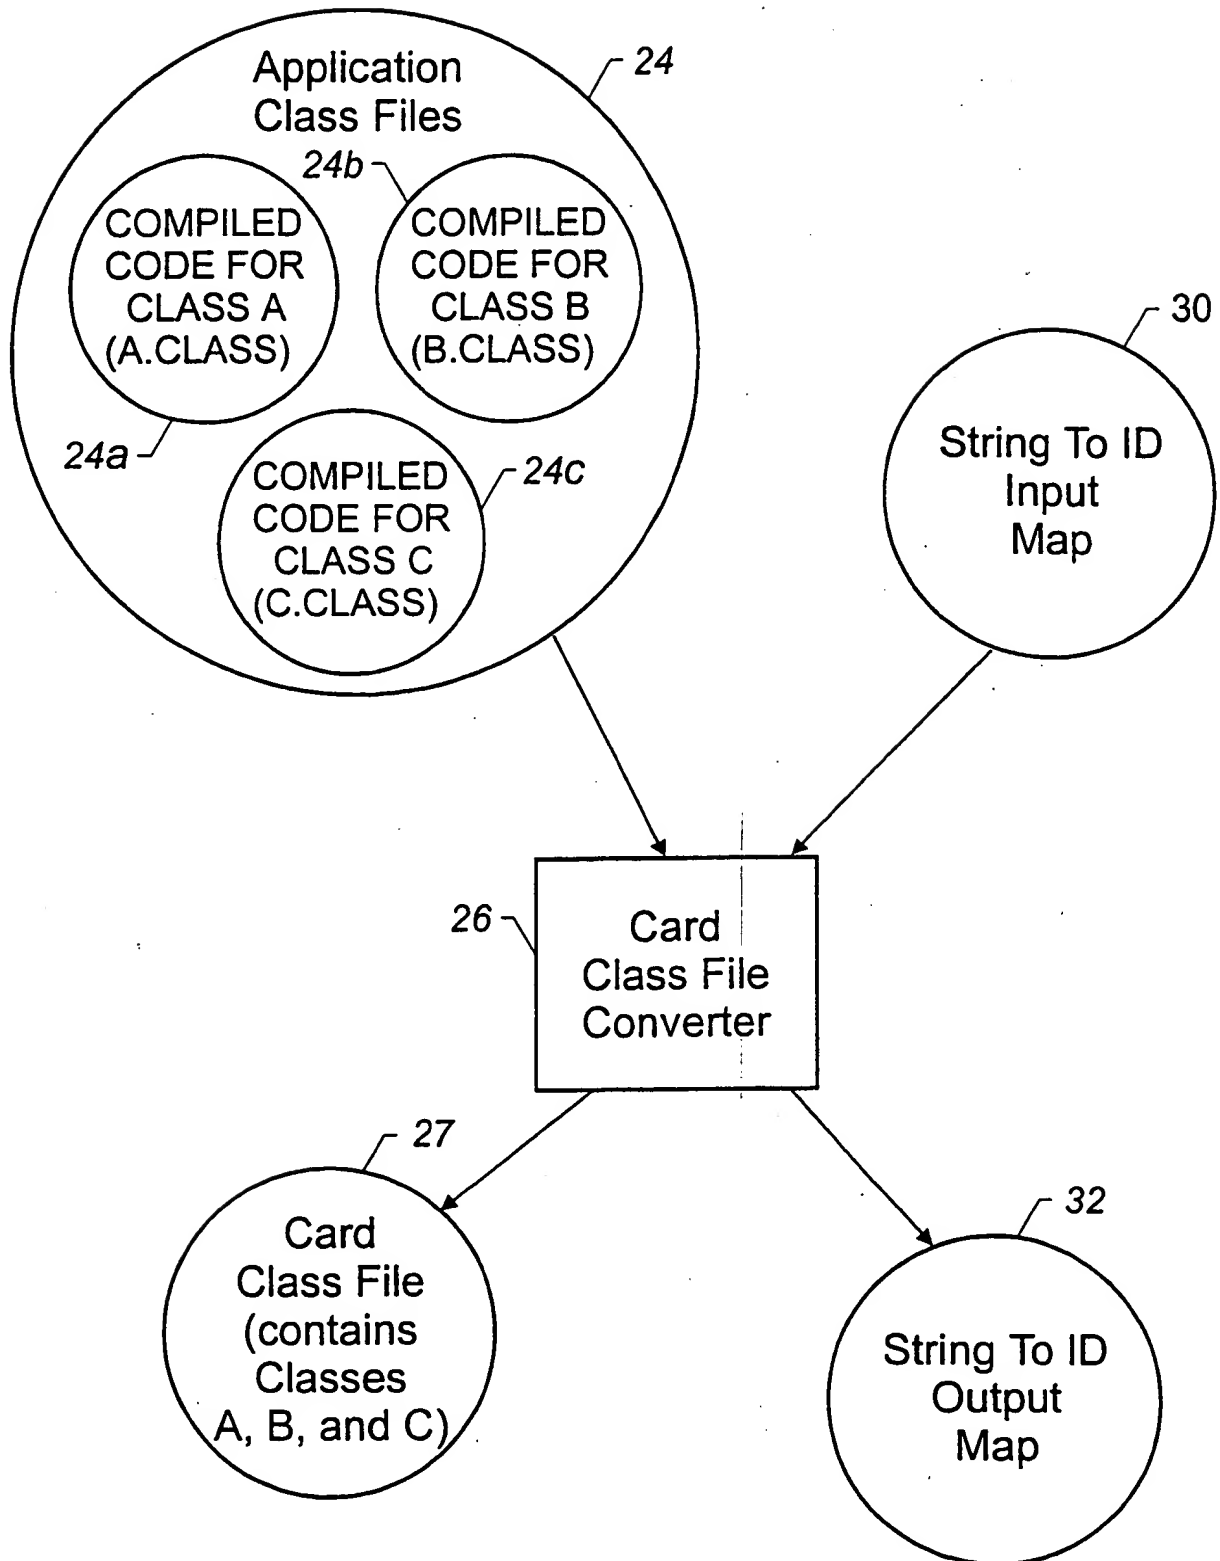 Application
Class Files
24
24b
COMPILED
CODE FOR
CLASS A
(A.CLASS)
COMPILED
CODE FOR
CLASS B
(B.CLASS)
24a
COMPILED
CODE FOR
CLASS C
(C.CLASS)
24c
30
String To ID
Input
Map
26
Card
Class File
Converter
27
Card
Class File
(contains
Classes
A, B, and C)
32
String To ID
Output
Map